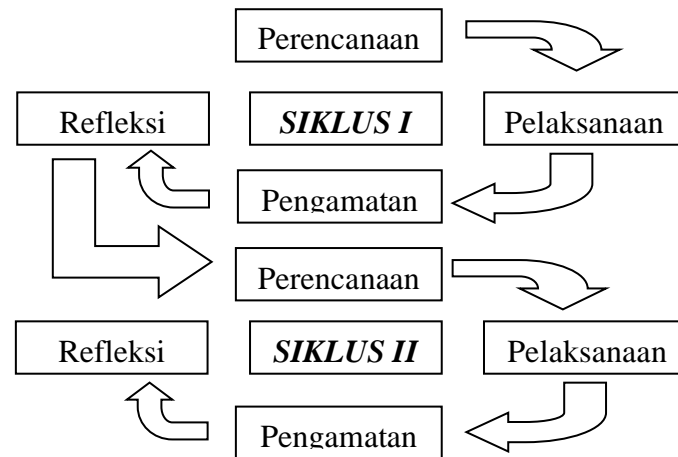 Perencanaan
Refleksi
SIKLUS I
Pelaksanaan
Pengamatan
Perencanaan
Refleksi
SIKLUS II
Pelaksanaan
Pengamatan